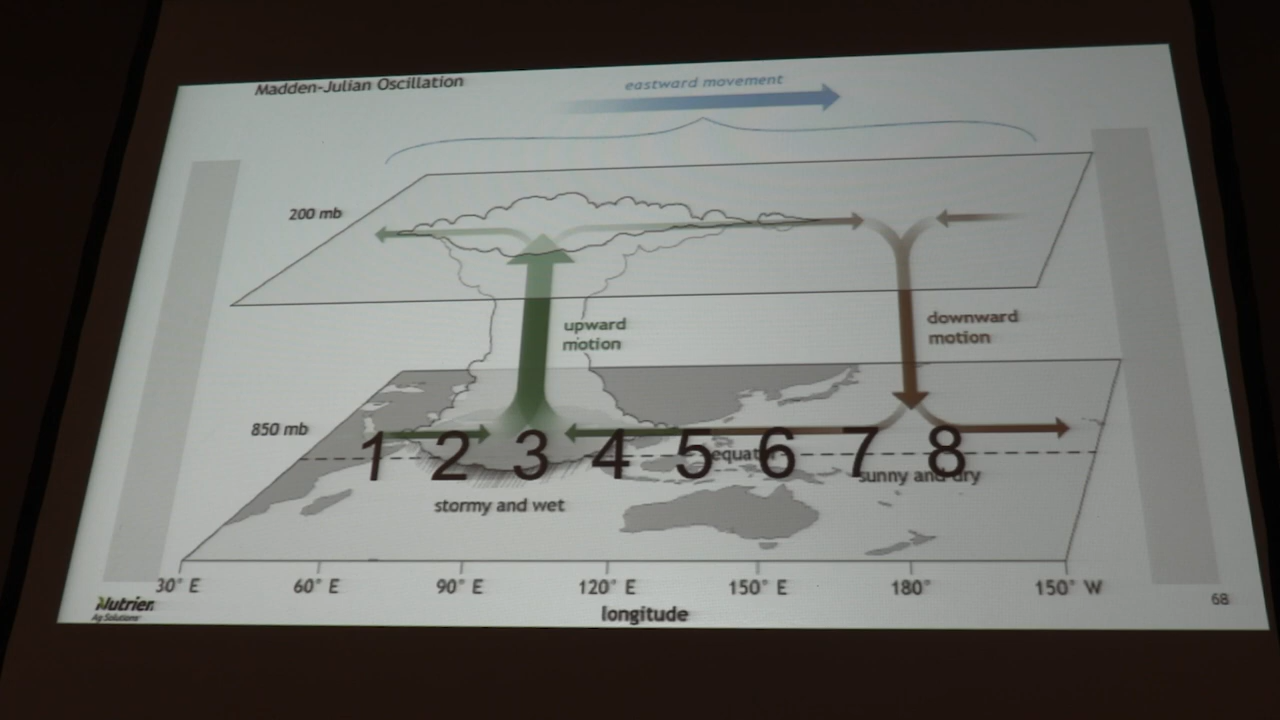 Madden-Julian Oscillation
eastward movement
200 mb
upward
motion
downward
motion
850 mb
1 2 3 4 5 6 7 8
equator
sunny and dry
stormy and wet
30° E 60° E 90° E 120° E 150° E 180° 150° W
longitude
Nutrien
Ag Solutions
68